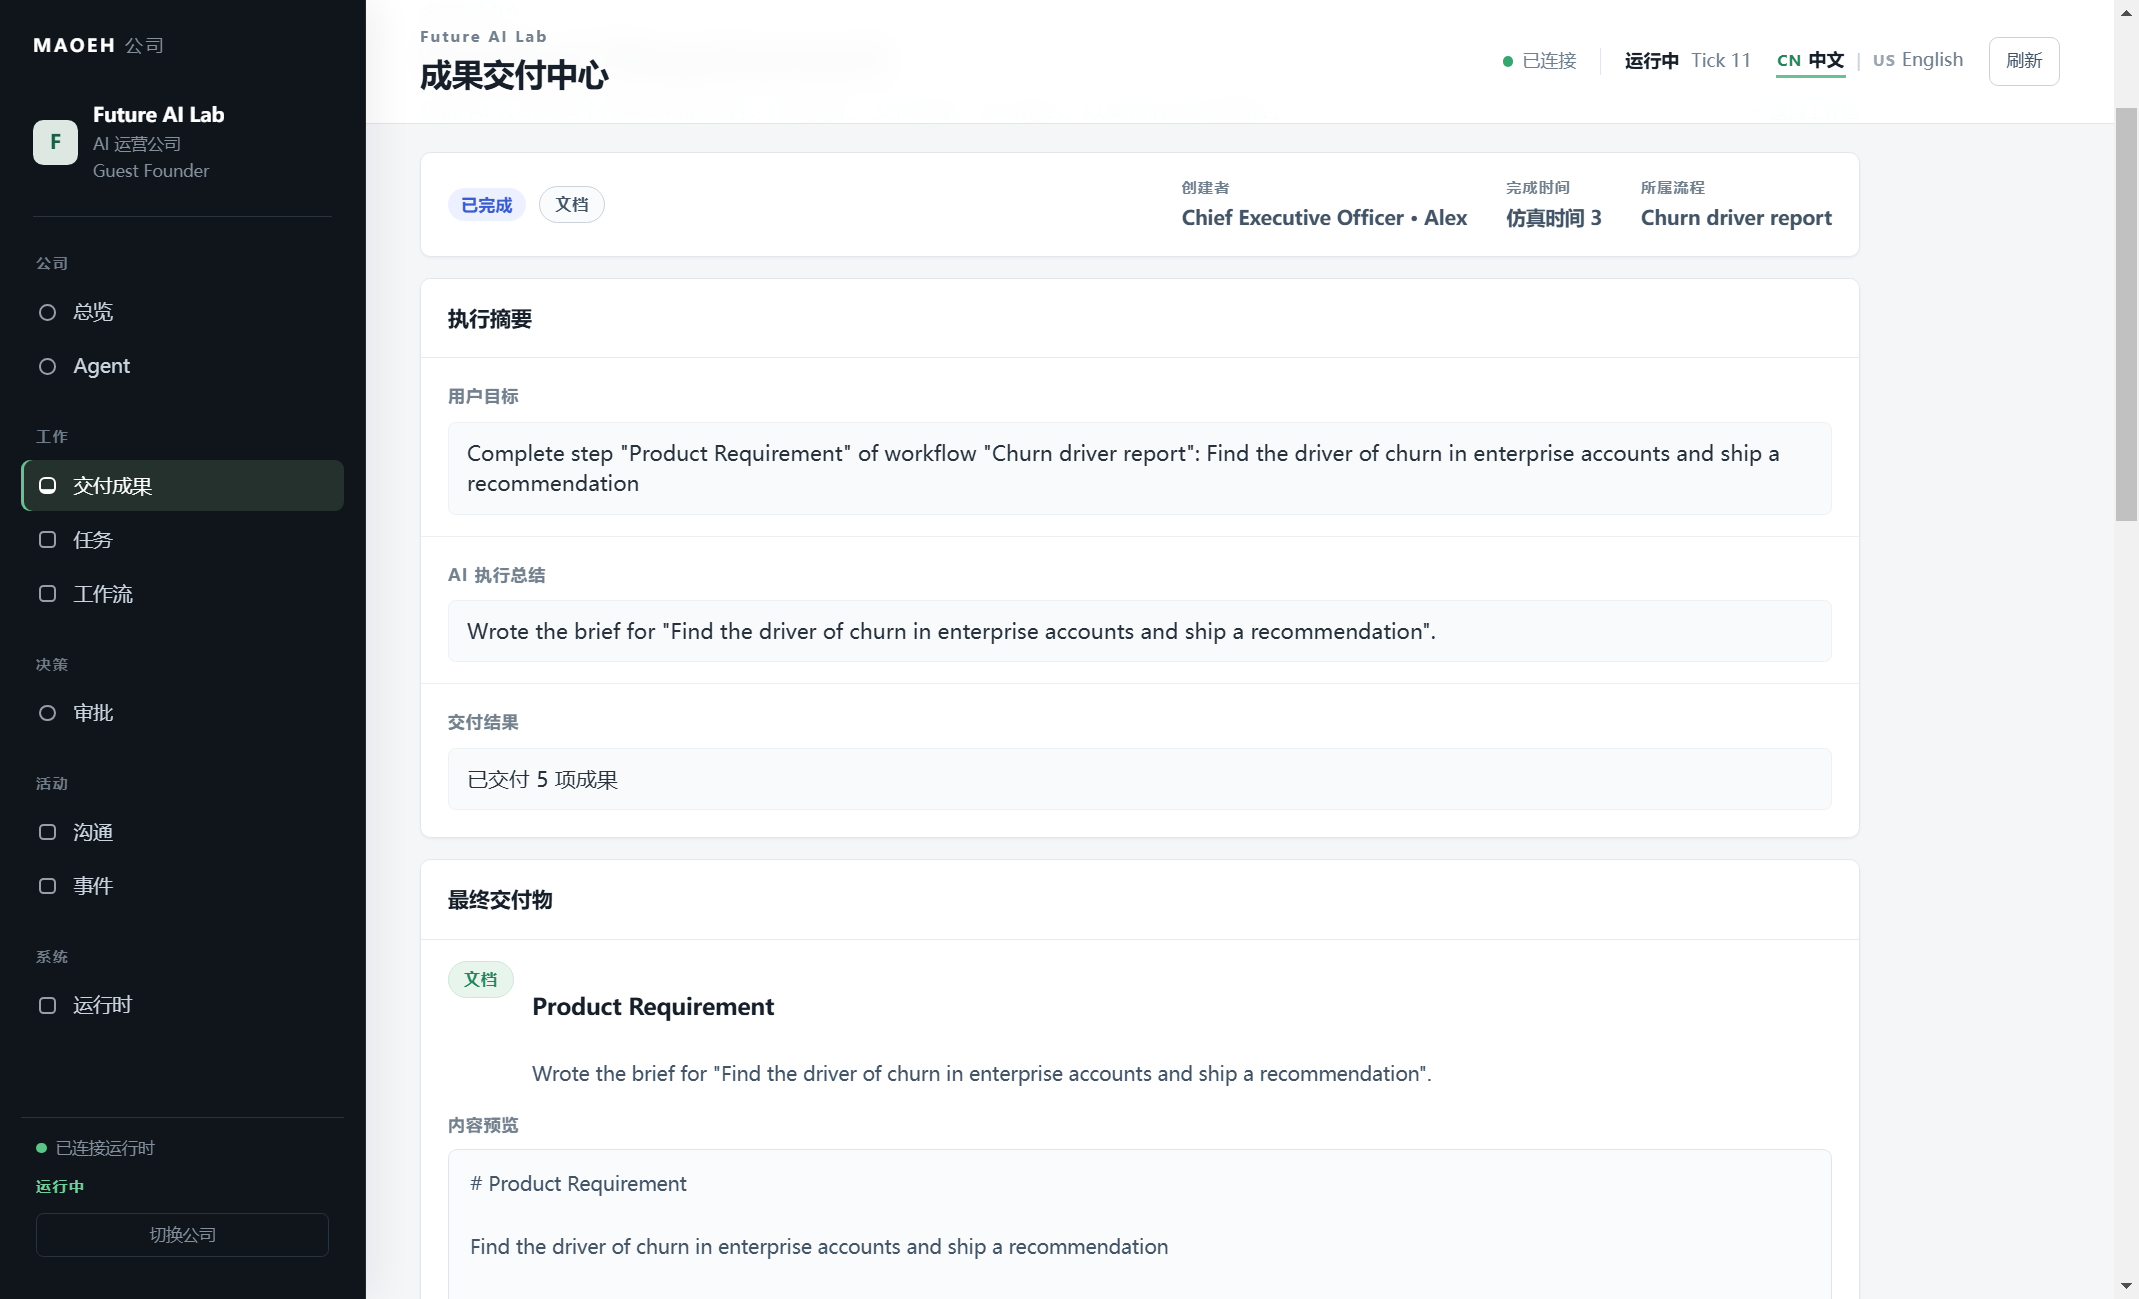 MAOEH 公司
F
Future AI Lab
AI 运营公司
Guest Founder
公司
总览
Agent
工作
交付成果
任务
工作流
决策
审批
活动
沟通
事件
系统
运行时
已连接运行时
运行中
切换公司
Future AI Lab
成果交付中心
已连接
运行中 Tick 11
CN 中文 | US English
刷新
已完成
文档
创建者
Chief Executive Officer • Alex
完成时间
仿真时间 3
所属流程
Churn driver report
执行摘要
用户目标
Complete step "Product Requirement" of workflow "Churn driver report": Find the driver of churn in enterprise accounts and ship a
recommendation
AI 执行总结
Wrote the brief for "Find the driver of churn in enterprise accounts and ship a recommendation".
交付结果
已交付 5 项成果
最终交付物
文档
Product Requirement
Wrote the brief for "Find the driver of churn in enterprise accounts and ship a recommendation".
内容预览
# Product Requirement
Find the driver of churn in enterprise accounts and ship a recommendation